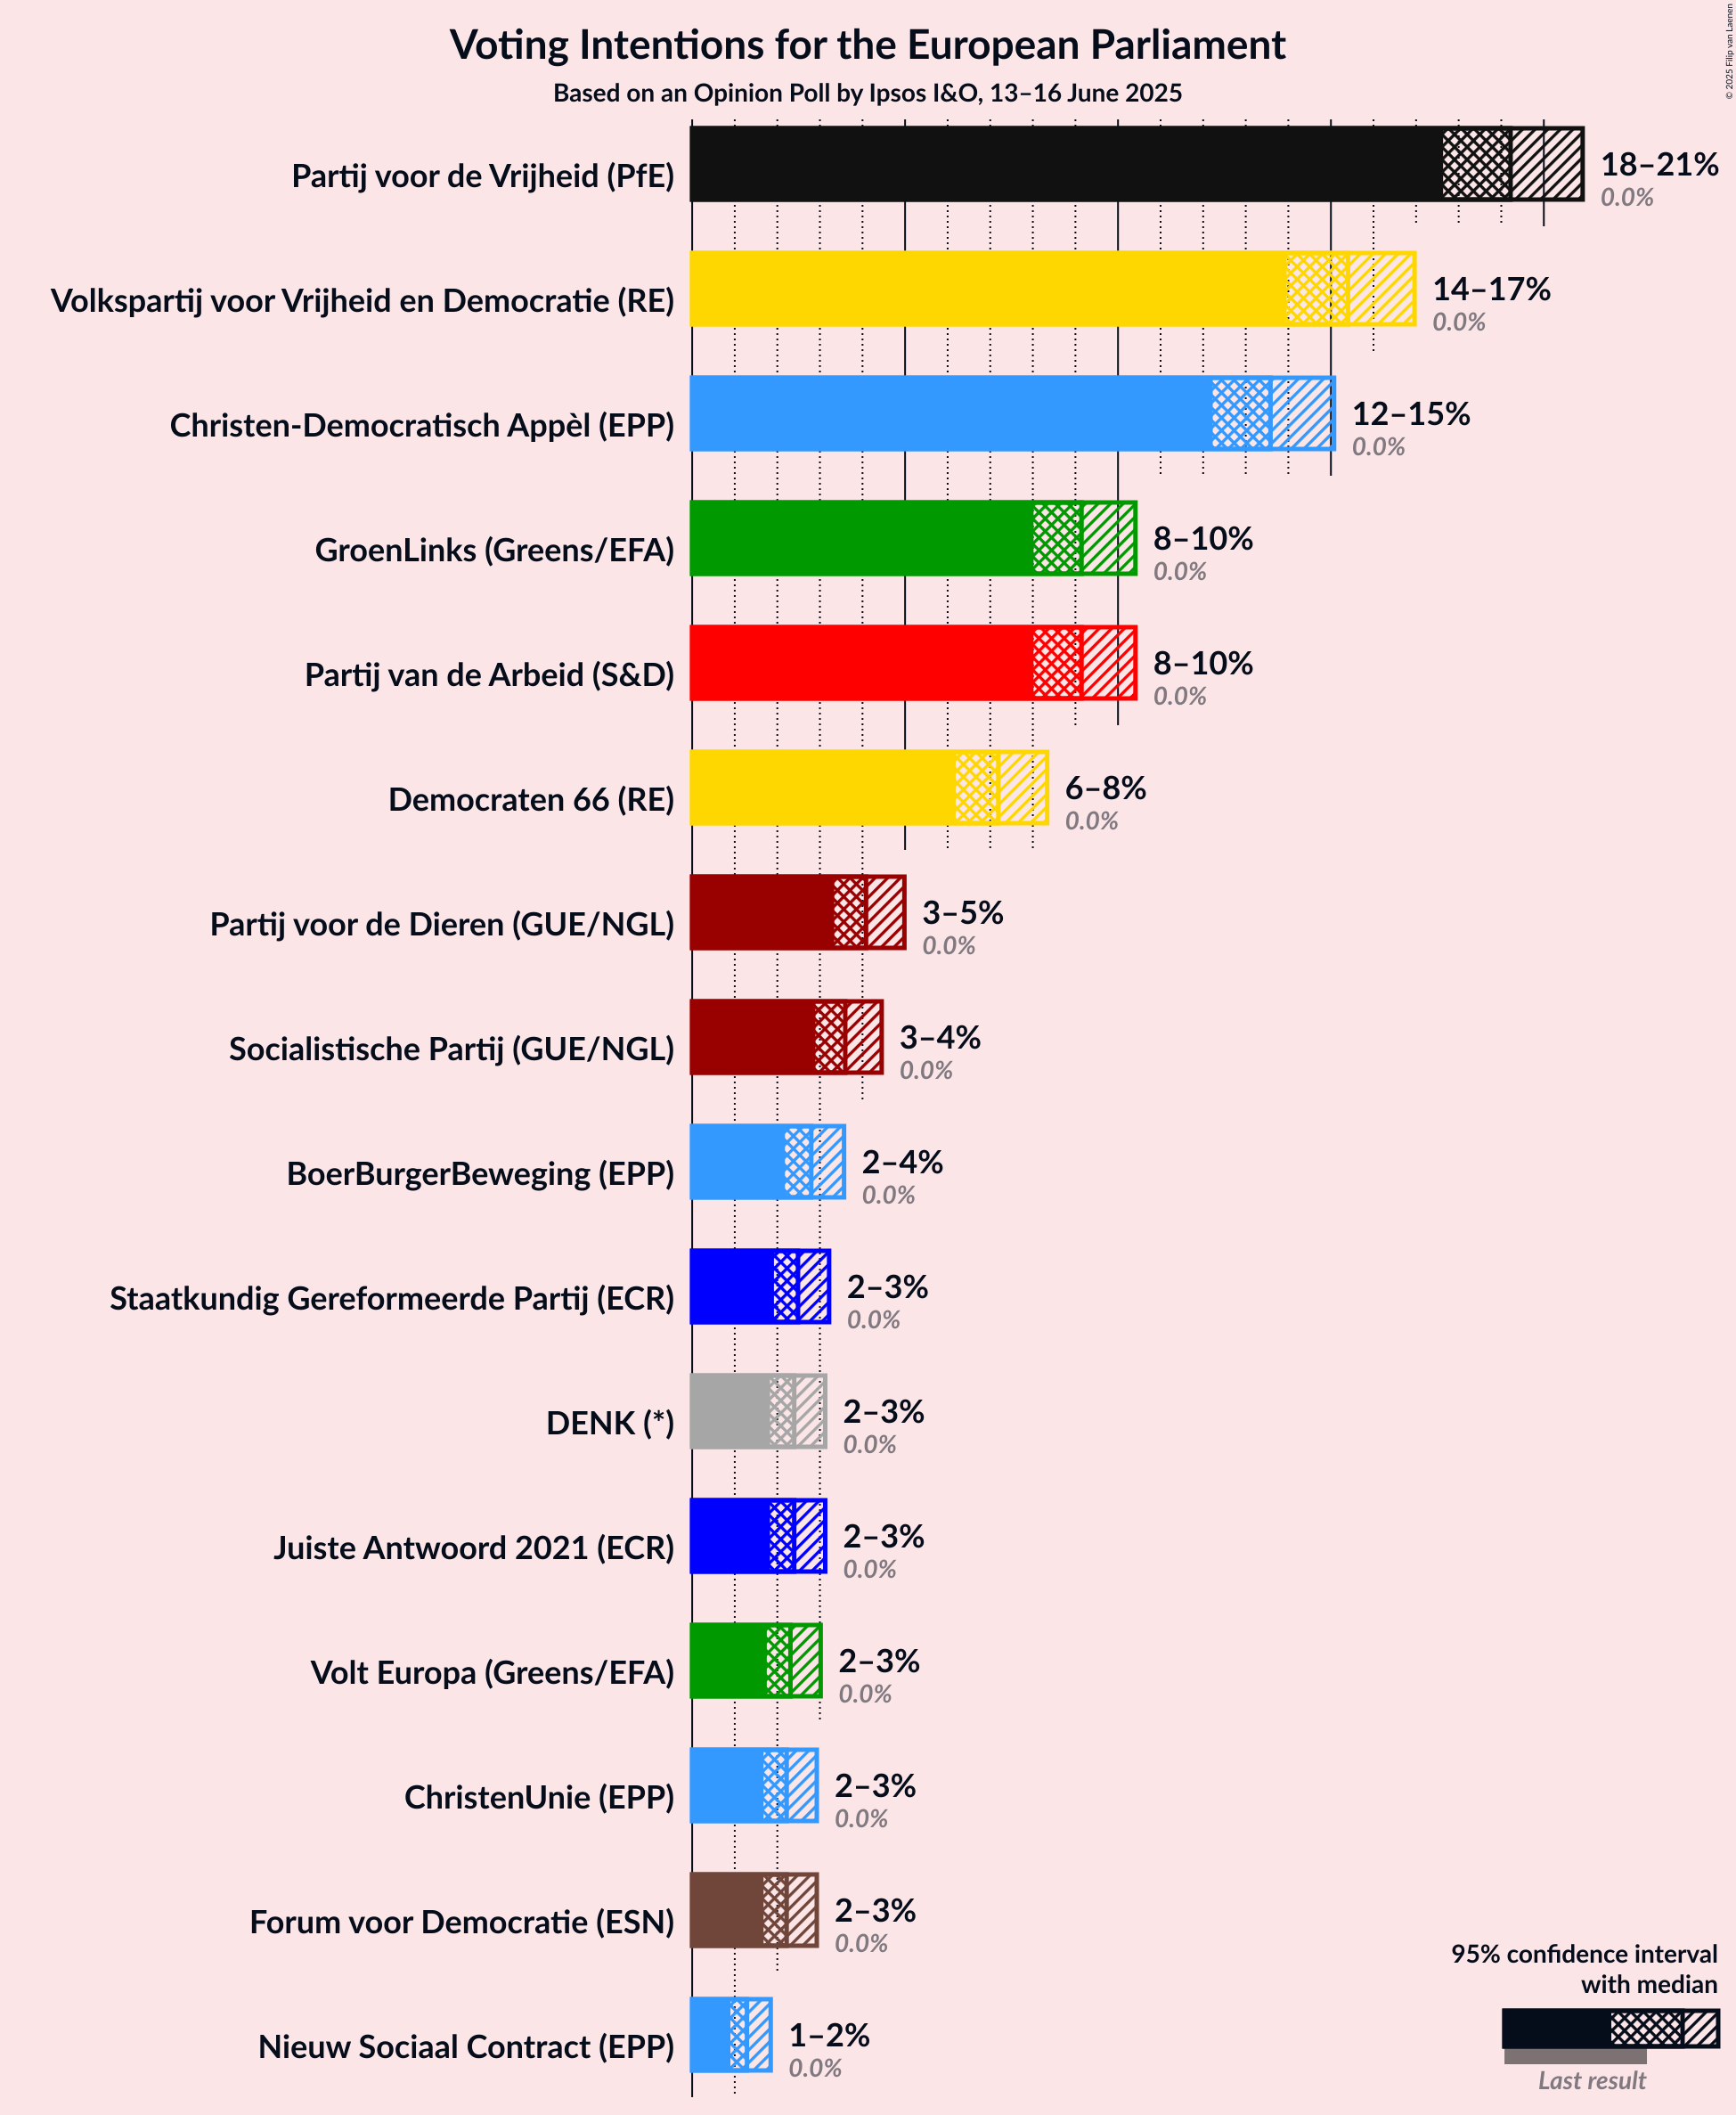 Voting Intentions for the European Parliament
Based on an Opinion Poll by Ipsos I&O, 13–16 June 2025
© 2025 Filip van Laenen
Partij voor de Vrijheid (PfE)
18–21%
0.0%
Volkspartij voor Vrijheid en Democratie (RE)
14–17%
0.0%
Christen-Democratisch Appèl (EPP)
12–15%
0.0%
GroenLinks (Greens/EFA)
8–10%
0.0%
Partij van de Arbeid (S&D)
8–10%
0.0%
Democraten 66 (RE)
6–8%
0.0%
Partij voor de Dieren (GUE/NGL)
3–5%
0.0%
Socialistische Partij (GUE/NGL)
3–4%
0.0%
BoerBurgerBeweging (EPP)
2–4%
0.0%
Staatkundig Gereformeerde Partij (ECR)
2–3%
0.0%
DENK (*)
2–3%
0.0%
Juiste Antwoord 2021 (ECR)
2–3%
0.0%
Volt Europa (Greens/EFA)
2–3%
0.0%
ChristenUnie (EPP)
2–3%
0.0%
Forum voor Democratie (ESN)
2–3%
0.0%
Nieuw Sociaal Contract (EPP)
1–2%
0.0%
95% confidence interval
with median
Last result